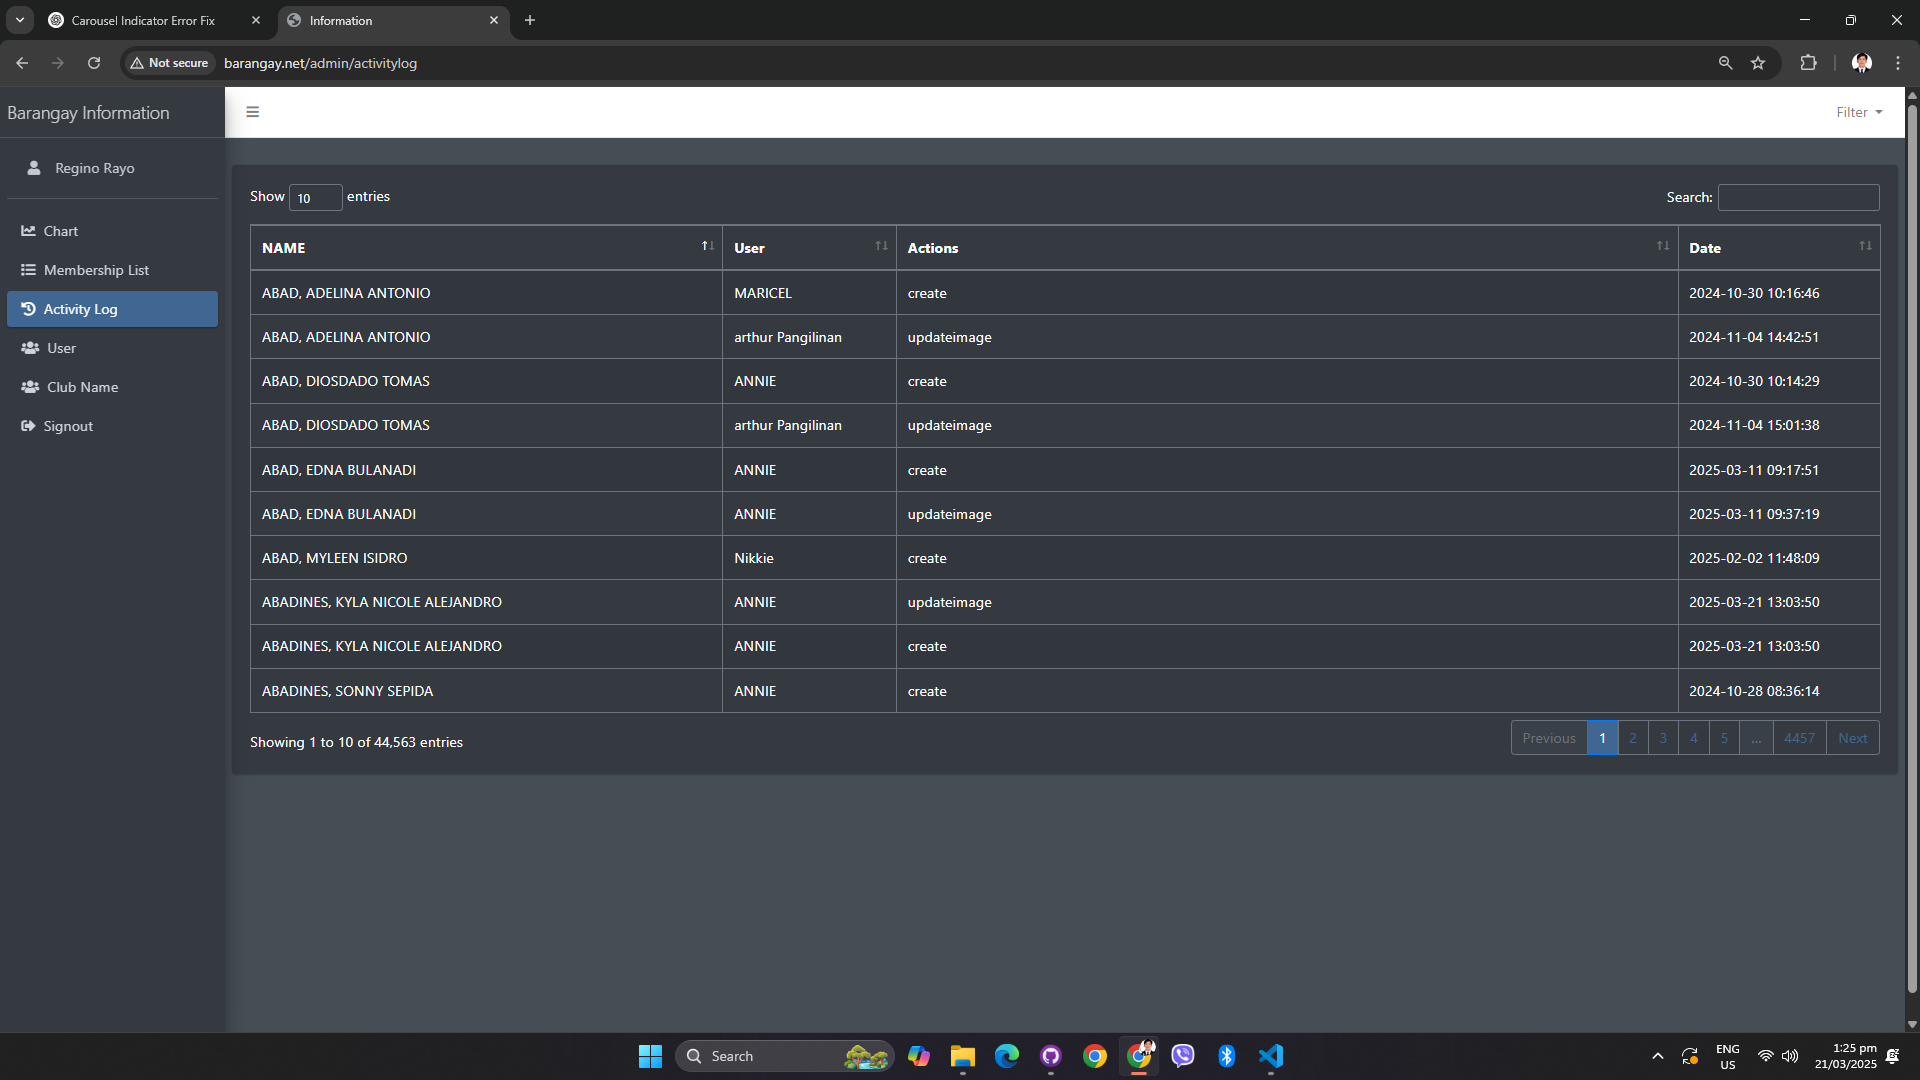 Carousel Indicator Error Fix
Information
Not secure
barangay.net/admin/activitylog
Barangay Information
Filter
Regino Rayo
Chart
Membership List
Activity Log
User
Club Name
Signout
Show 10 entries
Search:
NAME User Actions Date
ABAD, ADELINA ANTONIO MARICEL create 2024-10-30 10:16:46
ABAD, ADELINA ANTONIO arthur Pangilinan updateimage 2024-11-04 14:42:51
ABAD, DIOSDADO TOMAS ANNIE create 2024-10-30 10:14:29
ABAD, DIOSDADO TOMAS arthur Pangilinan updateimage 2024-11-04 15:01:38
ABAD, EDNA BULANADI ANNIE create 2025-03-11 09:17:51
ABAD, EDNA BULANADI ANNIE updateimage 2025-03-11 09:37:19
ABAD, MYLEEN ISIDRO Nikkie create 2025-02-02 11:48:09
ABADINES, KYLA NICOLE ALEJANDRO ANNIE updateimage 2025-03-21 13:03:50
ABADINES, KYLA NICOLE ALEJANDRO ANNIE create 2025-03-21 13:03:50
ABADINES, SONNY SEPIDA ANNIE create 2024-10-28 08:36:14
Showing 1 to 10 of 44,563 entries
Previous 1 2 3 4 5 ... 4457 Next
Search
ENG
US
1:25 pm
21/03/2025